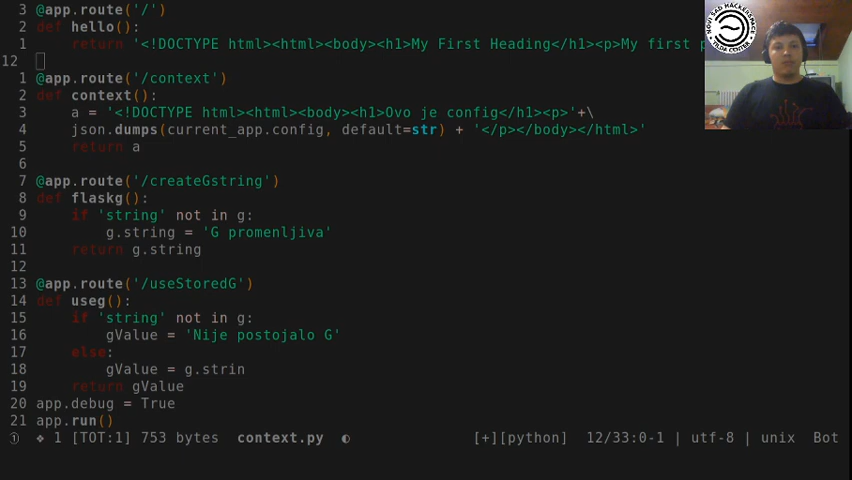 3 @app.route('/')
2 def hello():
1 return '<!DOCTYPE html><html><body><h1>My First Heading</h1><p>My first p
12
1 @app.route('/context')
2 def context():
3 a = '<!DOCTYPE html><html><body><h1>Ovo je config</h1><p>'+\
4 json.dumps(current_app.config, default=str) + '</p></body></html>'
5 return a
6
7 @app.route('/createGstring')
8 def flaskg():
9 if 'string' not in g:
10 g.string = 'G promenljiva'
11 return g.string
12
13 @app.route('/useStoredG')
14 def useg():
15 if 'string' not in g:
16 gValue = 'Nije postojalo G'
17 else:
18 gValue = g.strin
19 return gValue
20 app.debug = True
21 app.run()
① ❖ 1 [TOT:1] 753 bytes context.py ◐ [+][python] 12/33:0-1 | utf-8 | unix Bot
NOVI SAD HACKERSPACE
TILDA CENTER